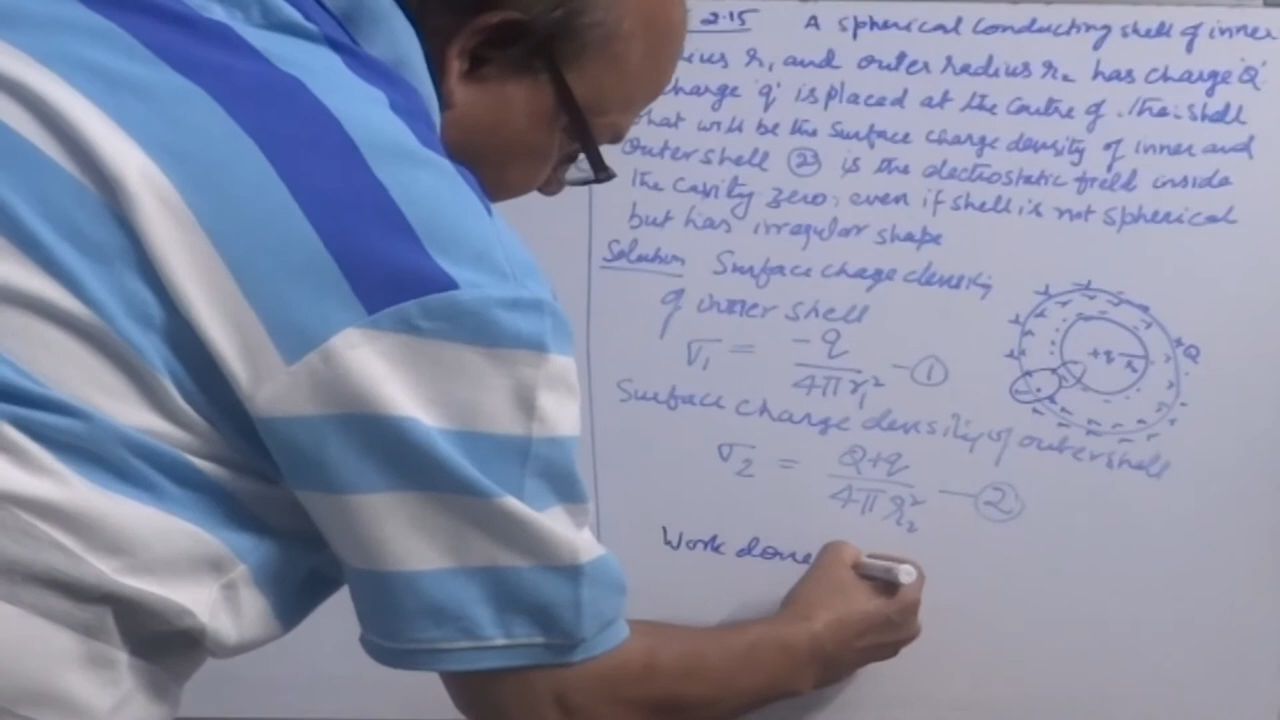 2.15 A spherical conducting shell of inner
r₁ and outer radius r₂ has charge Q
charge 'q' is placed at the centre of the shell
what will be the surface charge density of inner and
outer shell ② is the electrostatic field inside
the cavity zero, even if shell is not spherical
but has irregular shape
Solution Surface charge density
of inner shell
σ₁ = -q / 4πr₁² — ①
Surface charge density of outer shell
σ₂ = Q+q / 4πr₂² — ②
Work done
+q
Q